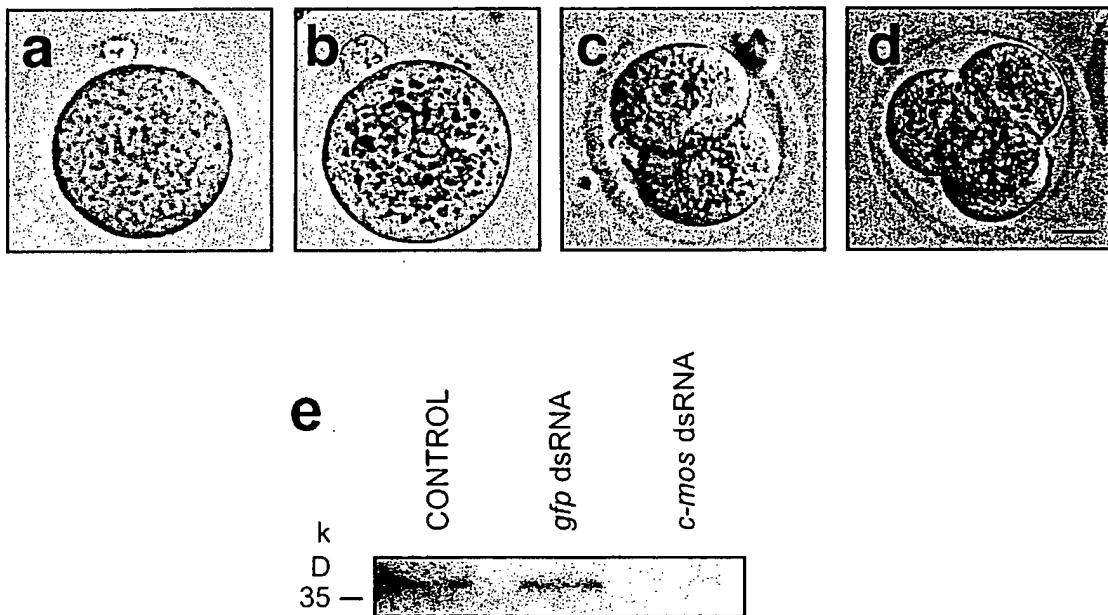 a b c d
e
CONTROL
gfp dsRNA
c-mos dsRNA
k
D
35 –